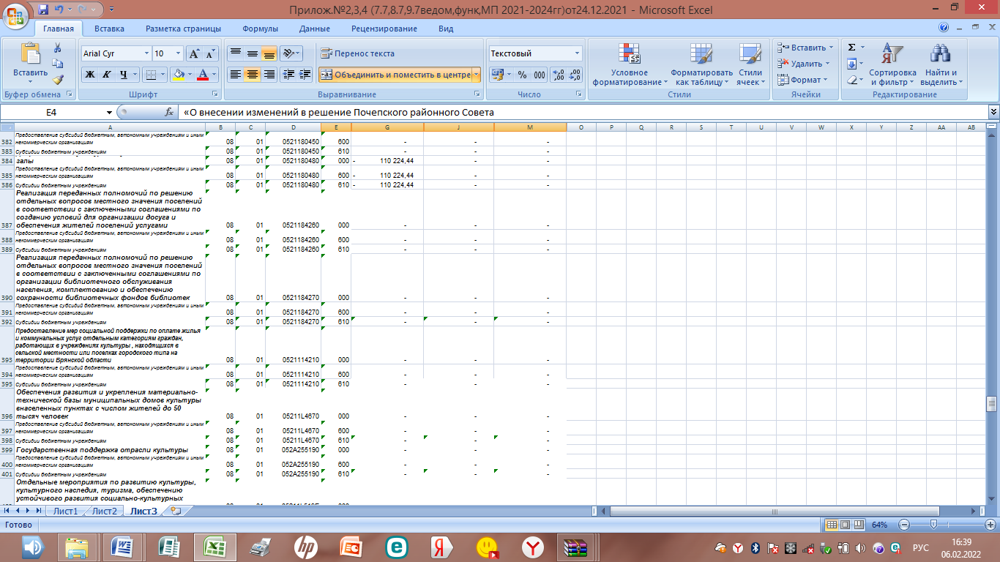 Прилож.№2,3,4 (7.7,8.7,9.7ведом,функ,МП 2021-2024гг)от24.12.2021 - Microsoft Excel
Главная Вставка Разметка страницы Формулы Данные Рецензирование Вид
Arial Cyr 10 Перенос текста Текстовый Вставить Σ
Вставить Условное Форматировать Стили Удалить Сортировка Найти и
Ж К Ч А Объединить и поместить в центре % 000 форматирование как таблицу ячеек Формат и фильтр выделить
Буфер обмена Шрифт Выравнивание Число Стили Ячейки Редактирование
E4 fx «О внесении изменений в решение Почепского районного Совета
A B C D E G J M O P Q R S T U V W X Y Z AA AB
Предоставление субсидий бюджетным, автономным учреждениям и иным
382 некоммерческим организациям 08 01 0521180450 600 - - -
383 Субсидии бюджетным учреждениям 08 01 0521180450 610 - - -
384 залы 08 01 0521180480 000 - 110 224,44 - -
Предоставление субсидий бюджетным, автономным учреждениям и иным
385 некоммерческим организациям 08 01 0521180480 600 - 110 224,44 - -
386 Субсидии бюджетным учреждениям 08 01 0521180480 610 - 110 224,44 - -
Реализация переданных полномочий по решению
отдельных вопросов местного значения поселений
в соответствии с заключенными соглашениями по
созданию условий для организации досуга и
387 обеспечения жителей поселений услугами 08 01 0521184260 000 - - -
Предоставление субсидий бюджетным, автономным учреждениям и иным
388 некоммерческим организациям 08 01 0521184260 600 - - -
389 Субсидии бюджетным учреждениям 08 01 0521184260 610 - - -
Реализация переданных полномочий по решению
отдельных вопросов местного значения поселений
в соответствии с заключенными соглашениями по
организации библиотечного обслуживания
населения, комплектованию и обеспечению
390 сохранности библиотечных фондов библиотек 08 01 0521184270 000 - - -
Предоставление субсидий бюджетным, автономным учреждениям и иным
391 некоммерческим организациям 08 01 0521184270 600 - - -
392 Субсидии бюджетным учреждениям 08 01 0521184270 610 - - -
Предоставление мер социальной поддержки по оплате жилья
и коммунальных услуг отдельным категориям граждан,
работающих в учреждениях культуры , находящихся в
сельской местности или поселках городского типа на
393 территории Брянской области 08 01 0521114210 000 - - -
Предоставление субсидий бюджетным, автономным учреждениям и иным
394 некоммерческим организациям 08 01 0521114210 600 - - -
395 Субсидии бюджетным учреждениям 08 01 0521114210 610 - - -
Обеспечения развития и укрепления материально-
технической базы муниципальных домов культуры
внаселенных пунктах с числом жителей до 50
396 тысяч человек 08 01 05211L4670 000 - - -
Предоставление субсидий бюджетным, автономным учреждениям и иным
397 некоммерческим организациям 08 01 05211L4670 600 - - -
398 Субсидии бюджетным учреждениям 08 01 05211L4670 610 - - -
399 Государственная поддержка отрасли культуры 08 01 052A255190 000 - - -
Предоставление субсидий бюджетным, автономным учреждениям и иным
400 некоммерческим организациям 08 01 052A255190 600 - - -
401 Субсидии бюджетным учреждениям 08 01 052A255190 610 - - -
Отдельные мероприятия по развитию культуры,
культурного наследия, туризма, обеспечению
устойчивого развития социально-культурных
Лист1 Лист2 Лист3
Готово 64%
РУС 16:39
06.02.2022